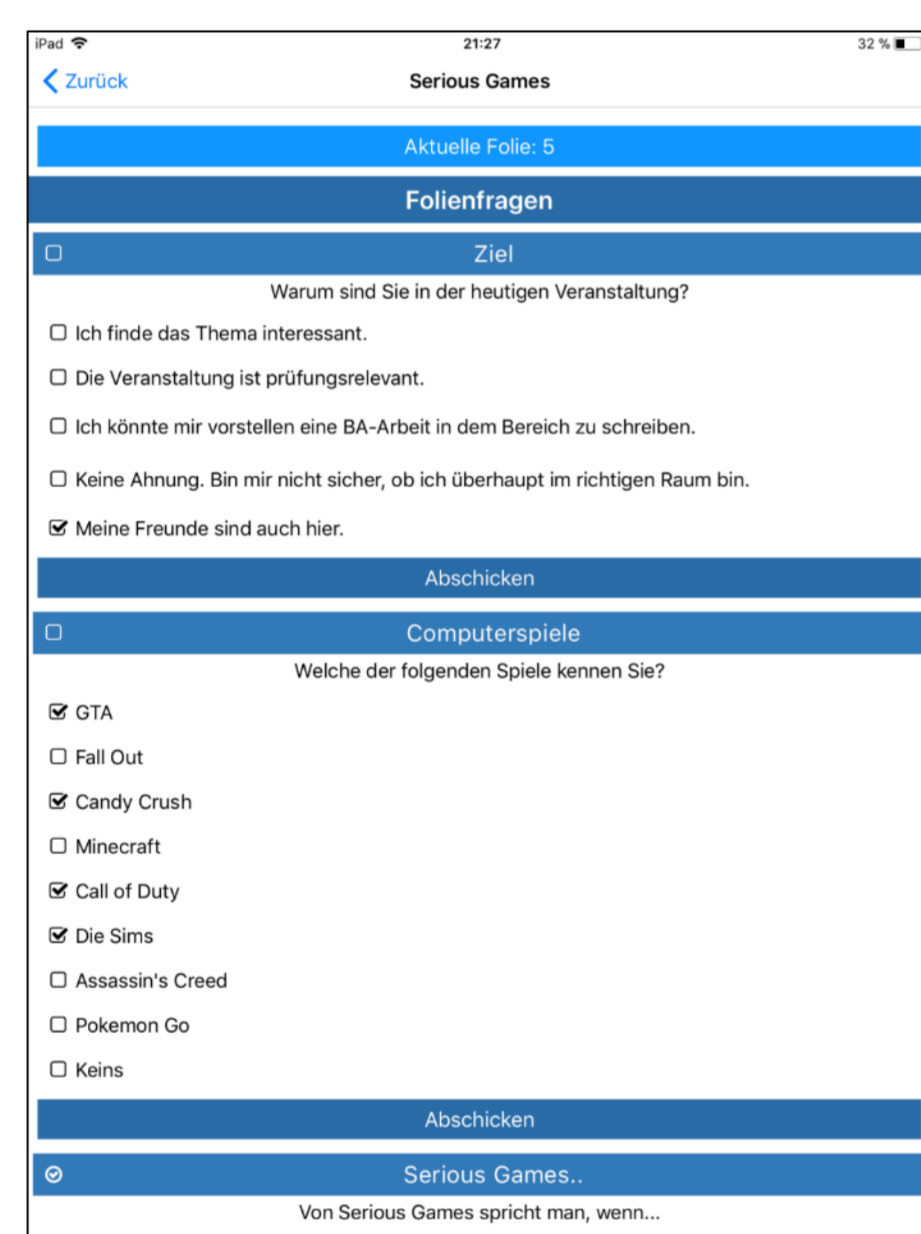 iPad 21:27 32 %
Zurück Serious Games
Aktuelle Folie: 5
Folienfragen
Ziel
Warum sind Sie in der heutigen Veranstaltung?
Ich finde das Thema interessant.
Die Veranstaltung ist prüfungsrelevant.
Ich könnte mir vorstellen eine BA-Arbeit in dem Bereich zu schreiben.
Keine Ahnung. Bin mir nicht sicher, ob ich überhaupt im richtigen Raum bin.
Meine Freunde sind auch hier.
Abschicken
Computerspiele
Welche der folgenden Spiele kennen Sie?
GTA
Fall Out
Candy Crush
Minecraft
Call of Duty
Die Sims
Assassin's Creed
Pokemon Go
Keins
Abschicken
Serious Games..
Von Serious Games spricht man, wenn...